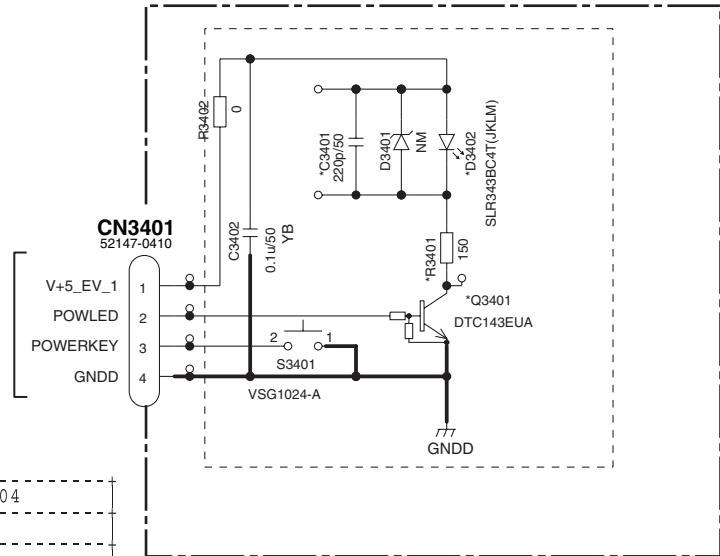 R3402
0
*C3401
220p/50
D3401
NM
*D3402
SLR343BC4T(JKLM)
CN3401
52147-0410
C3402
0.1u/50
YB
*R3401
150
V+5_EV_1
1
POWLED
2
POWERKEY
3
GNDD
4
*Q3401
DTC143EUA
2
1
S3401
VSG1024-A
GNDD
04